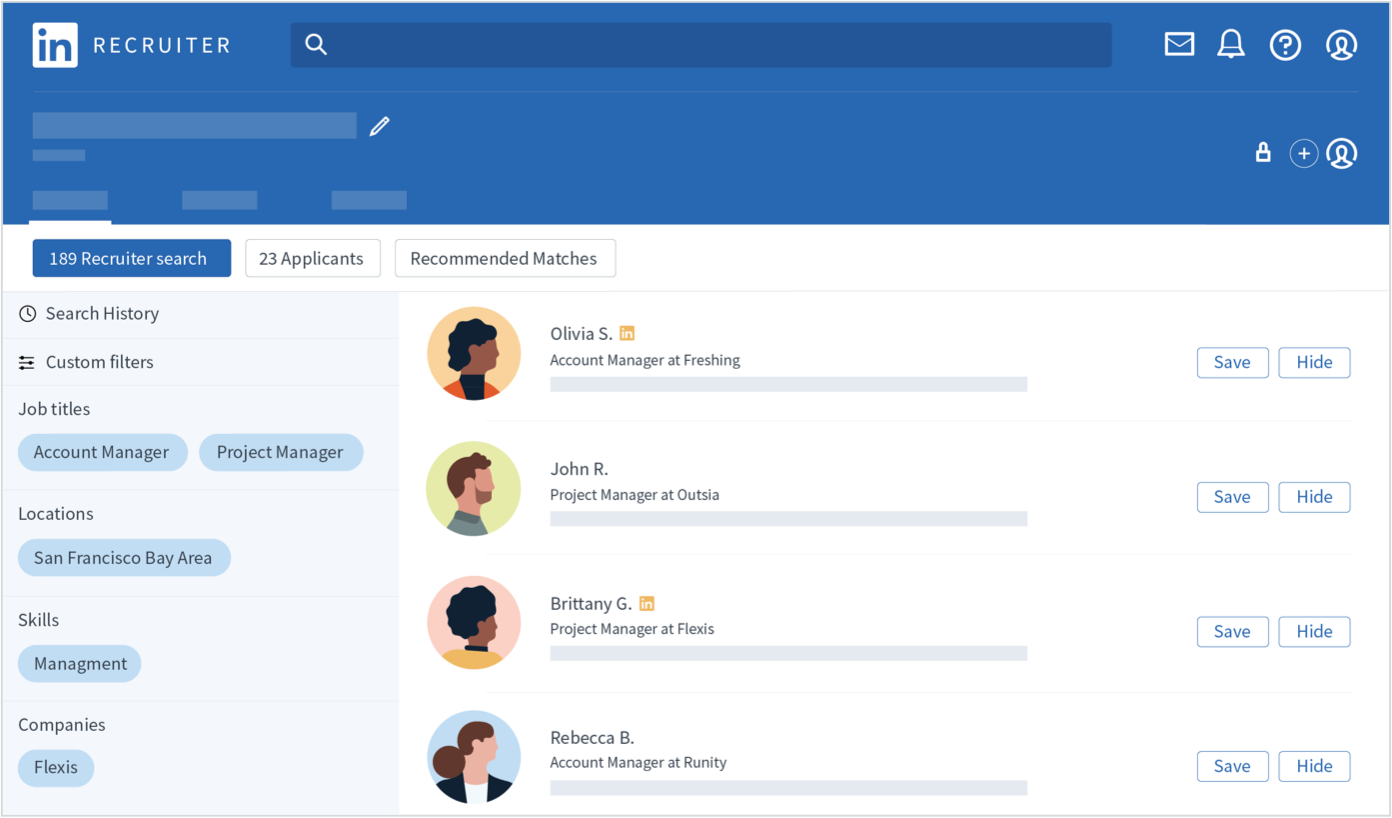 in RECRUITER
189 Recruiter search
23 Applicants
Recommended Matches
Search History
Custom filters
Job titles
Account Manager
Project Manager
Locations
San Francisco Bay Area
Skills
Managment
Companies
Flexis
Olivia S. in
Account Manager at Freshing
Save
Hide
John R.
Project Manager at Outsia
Save
Hide
Brittany G. in
Project Manager at Flexis
Save
Hide
Rebecca B.
Account Manager at Runity
Save
Hide